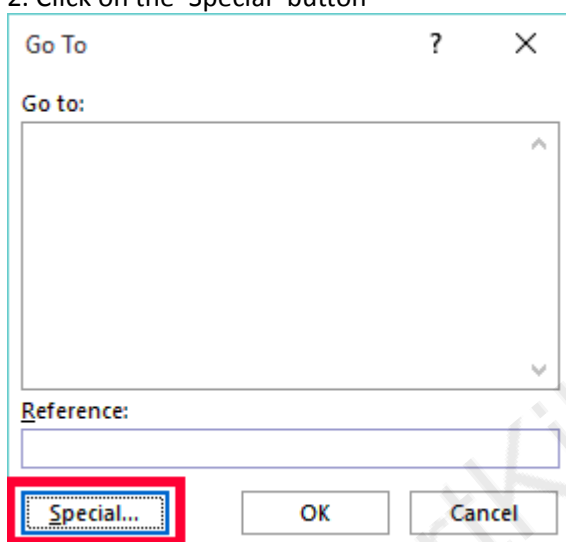 2. Click on the 'Special' button
Go To ? ×
Go to:
Reference:
Special... OK Cancel